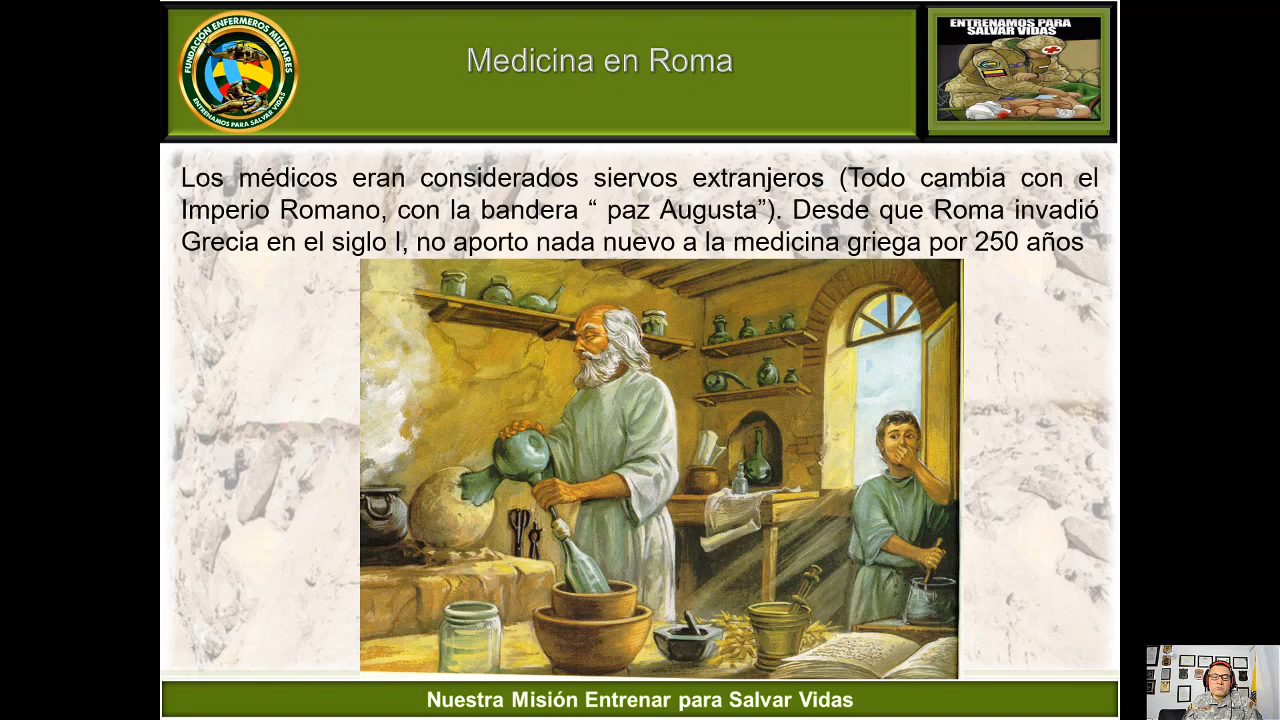 FUNDACIÓN ENFERMEROS MILITARES
ENTRENAMOS PARA SALVAR VIDAS
Medicina en Roma
ENTRENAMOS PARA
SALVAR VIDAS
Los médicos eran considerados siervos extranjeros (Todo cambia con el
Imperio Romano, con la bandera “ paz Augusta”). Desde que Roma invadió
Grecia en el siglo I, no aporto nada nuevo a la medicina griega por 250 años
Nuestra Misión Entrenar para Salvar Vidas